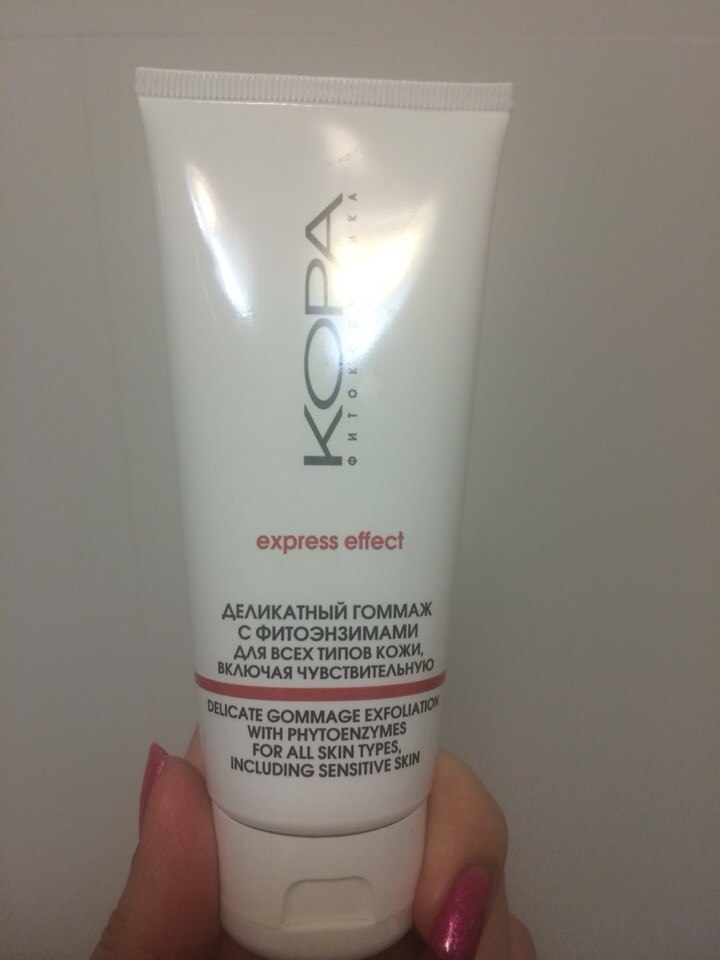 КОРА
express effect
ДЕЛИКАТНЫЙ ГОММАЖ
С ФИТОЭНЗИМАМИ
ДЛЯ ВСЕХ ТИПОВ КОЖИ,
ВКЛЮЧАЯ ЧУВСТВИТЕЛЬНУЮ
DELICATE GOMMAGE EXFOLIATION
WITH PHYTOENZYMES
FOR ALL SKIN TYPES,
INCLUDING SENSITIVE SKIN